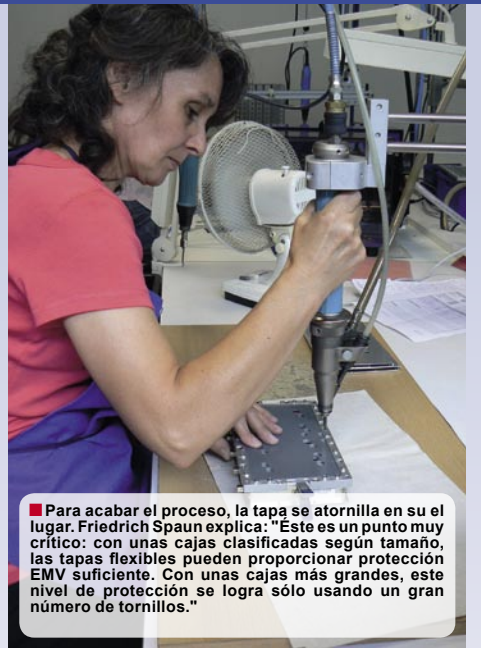 Para acabar el proceso, la tapa se atornilla en su el
lugar. Friedrich Spaun explica: "Éste es un punto muy
crítico: con unas cajas clasificadas según tamaño,
las tapas flexibles pueden proporcionar protección
EMV suficiente. Con unas cajas más grandes, este
nivel de protección se logra sólo usando un gran
número de tornillos."